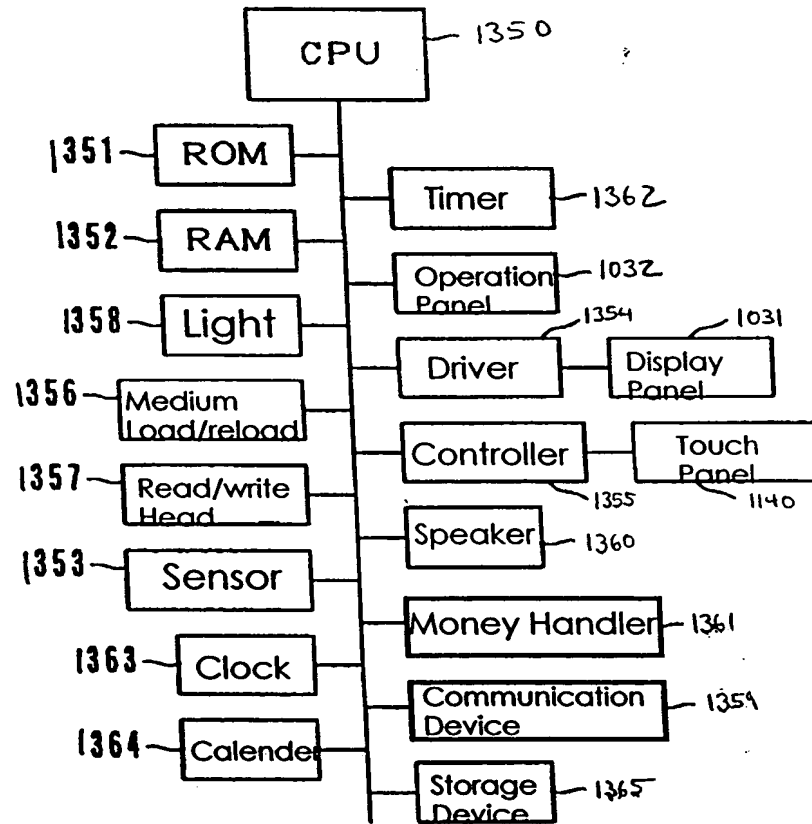 CPU 1350
1351 ROM
Timer 1362
1352 RAM
Operation
Panel 1032
1358 Light
1354
1031
Driver
Display
Panel
1356 Medium
Load/reload
Controller
1355
Touch
Panel
1140
1357 Read/write
Head
Speaker 1360
1353 Sensor
Money Handler 1361
1363 Clock
Communication
Device 1359
1364 Calender
Storage
Device 1365